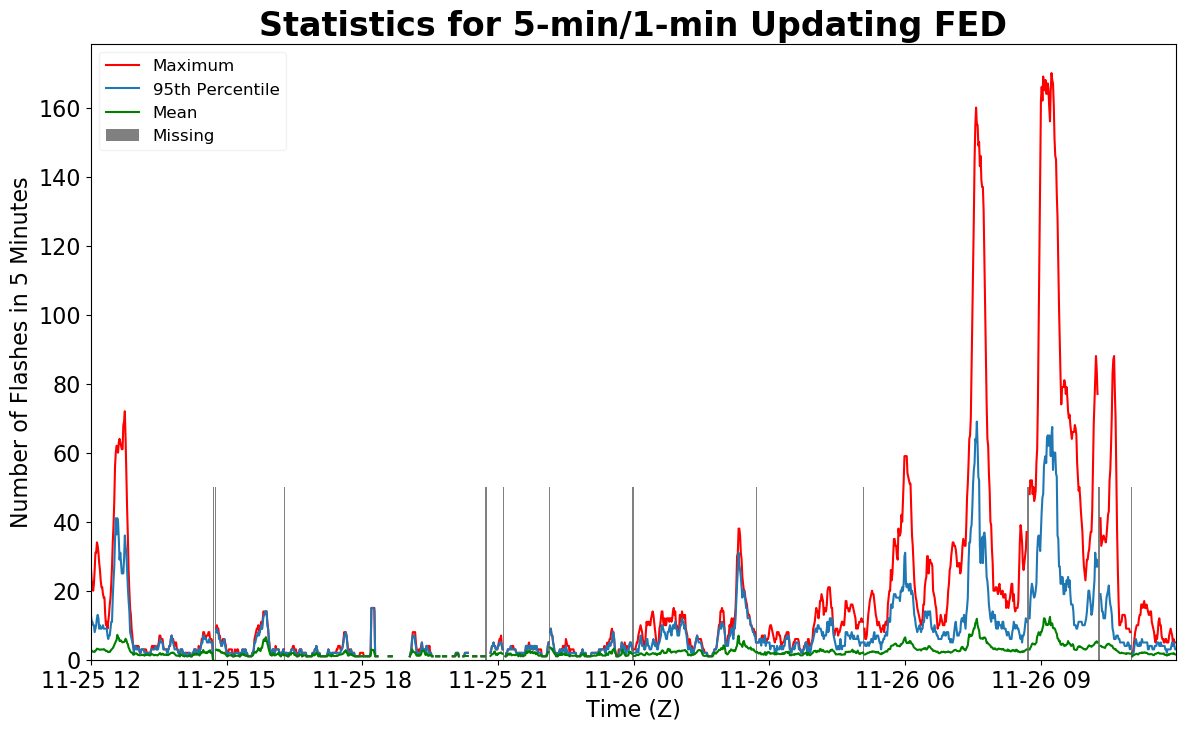 Statistics for 5-min/1-min Updating FED
Maximum
95th Percentile
Mean
Missing
Number of Flashes in 5 Minutes
160
140
120
100
80
60
40
20
0
11-25 12
11-25 15
11-25 18
11-25 21
11-26 00
11-26 03
11-26 06
11-26 09
Time (Z)